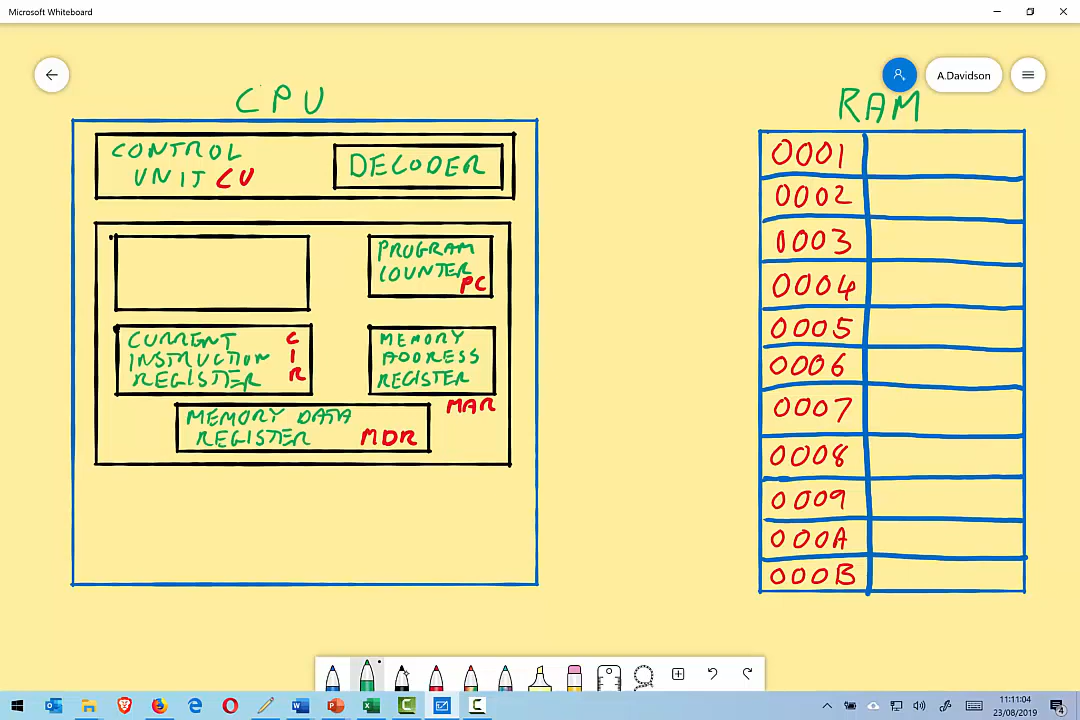 Microsoft Whiteboard
A.Davidson
CPU
RAM
CONTROL
UNIT CU
DECODER
PROGRAM
COUNTER
PC
CURRENT
INSTRUCTION
REGISTER
C
I
R
MEMORY
ADDRESS
REGISTER
MAR
MEMORY DATA
REGISTER MDR
0001
0002
0003
0004
0005
0006
0007
0008
0009
000A
000B
11:11:04
23/08/2019
4